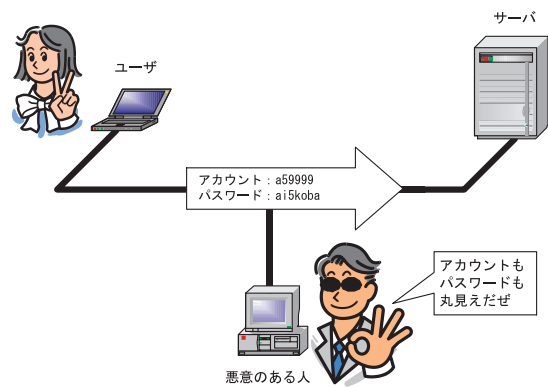 サーバ
ユーザ
アカウント：a59999
パスワード：ai5koba
アカウントも
パスワードも
丸見えだぜ
悪意のある人